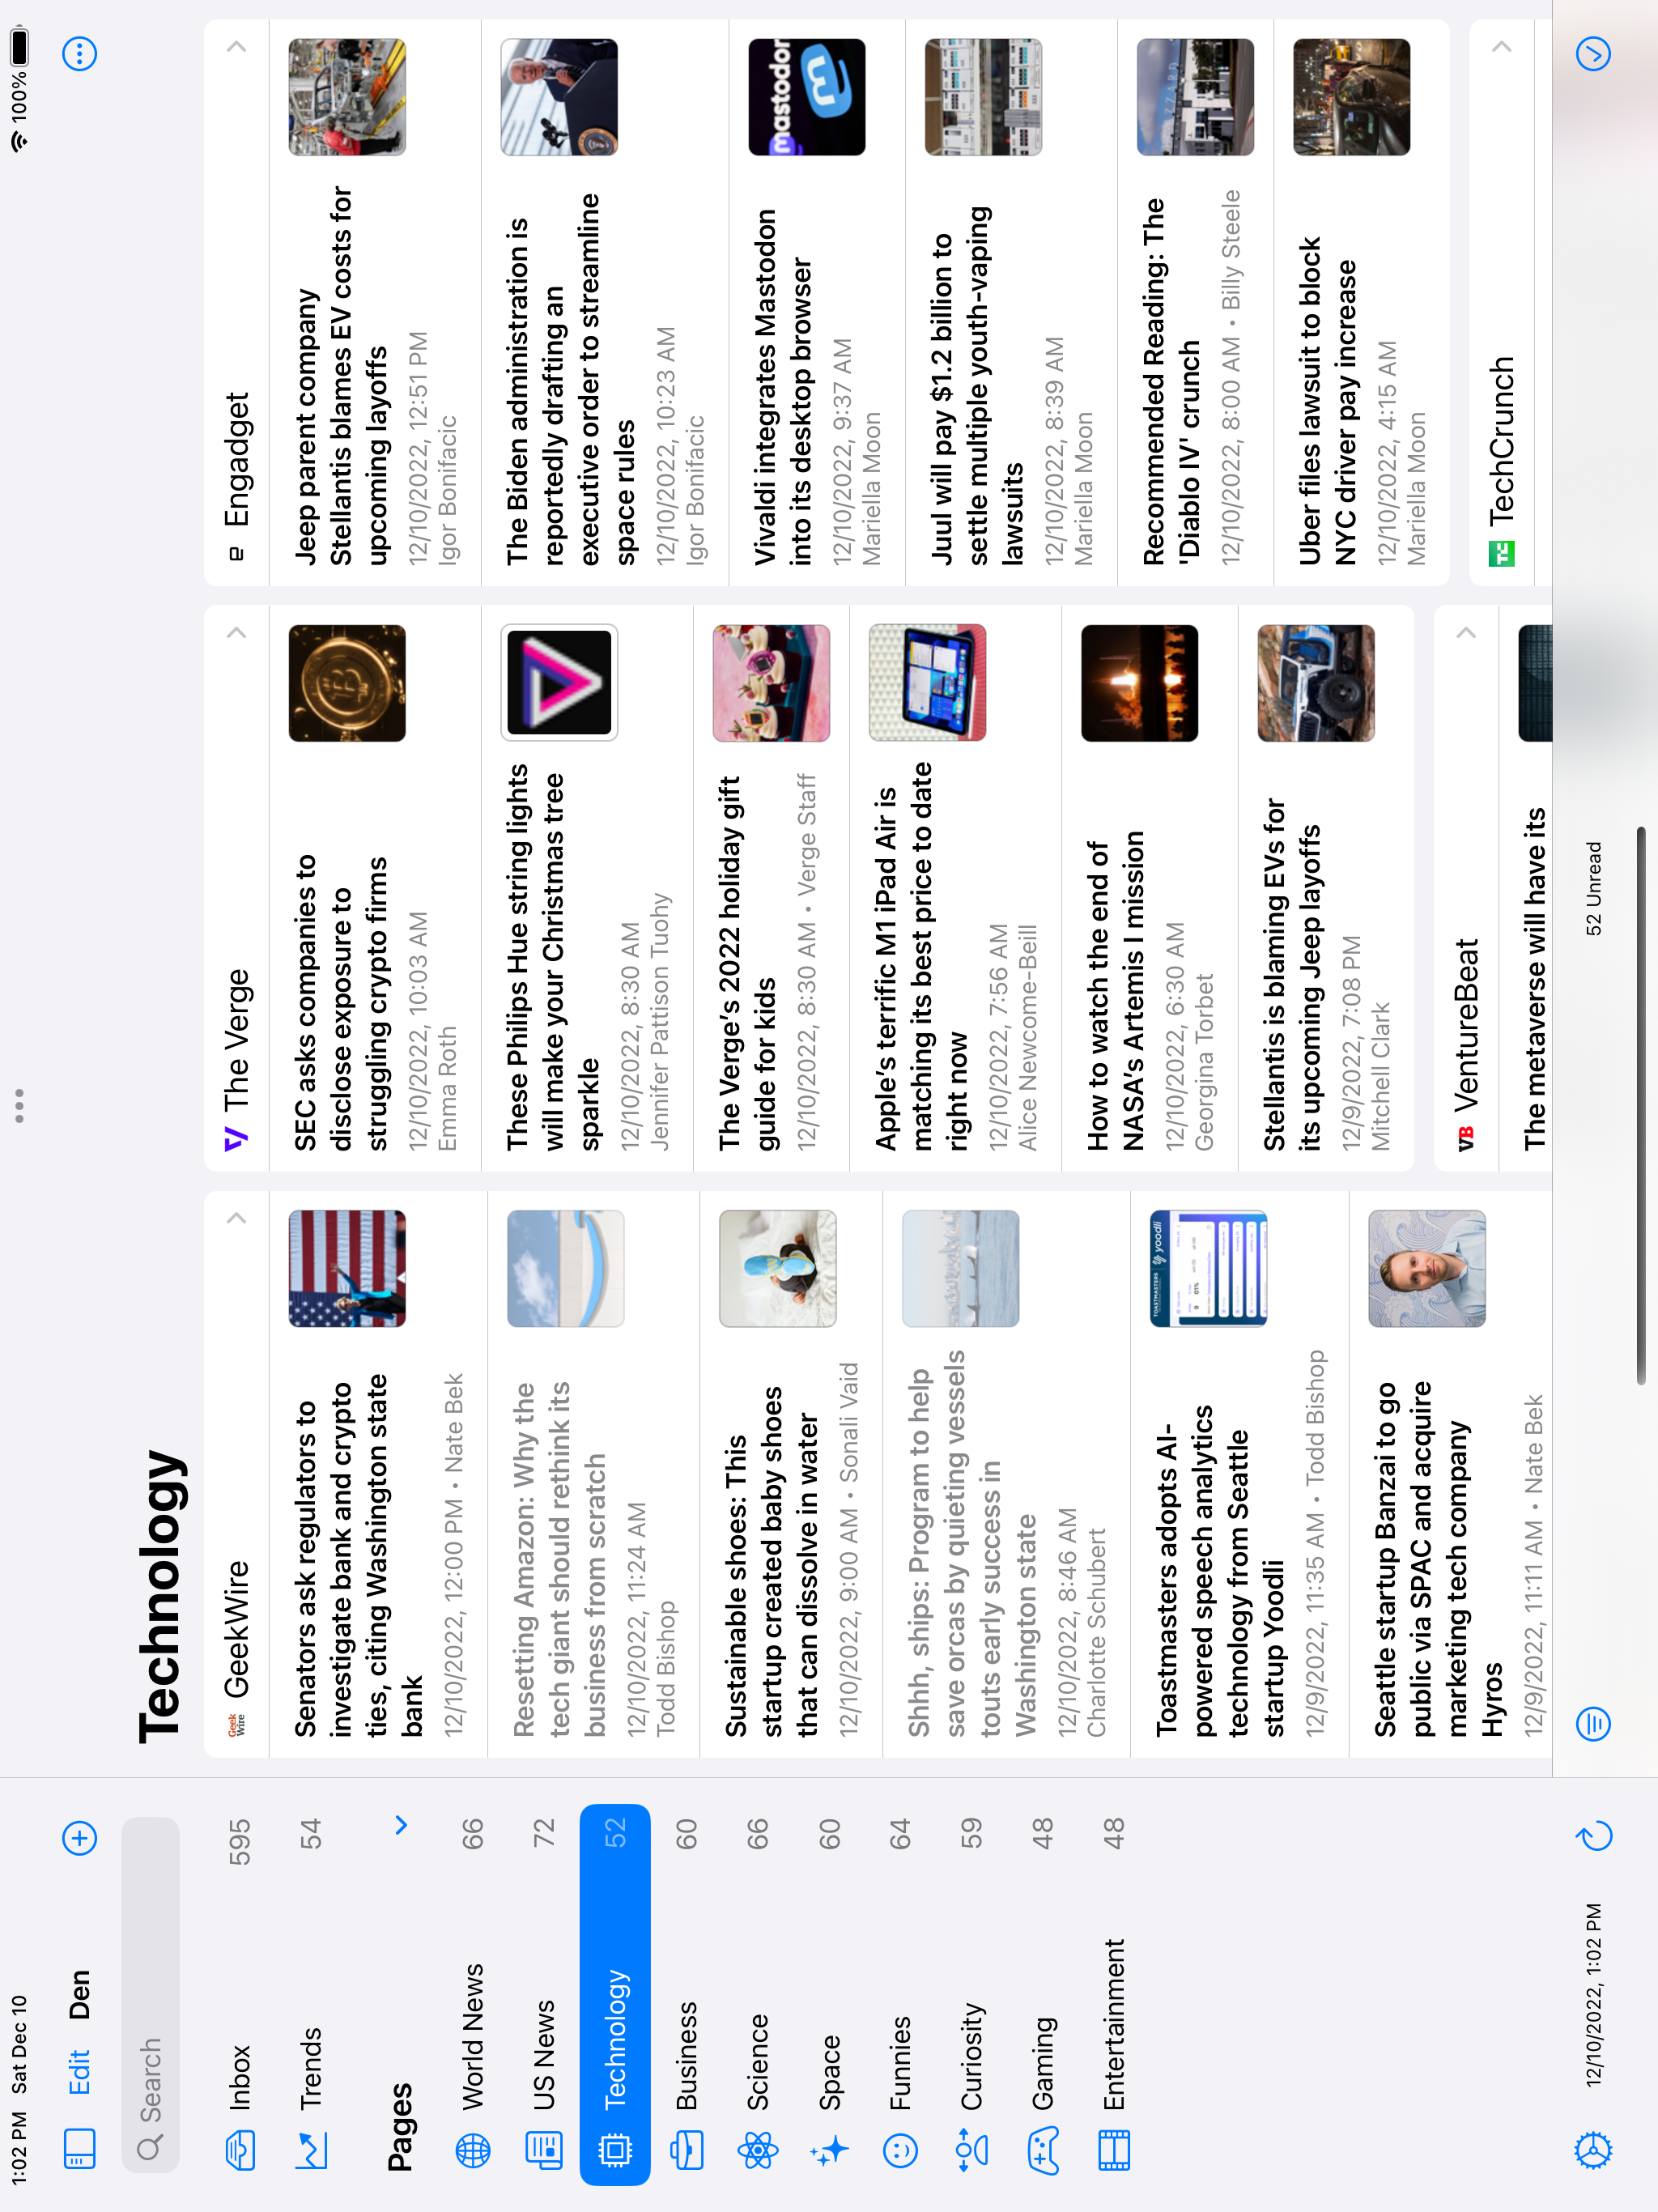 1:02 PM Sat Dec 10
100%
Edit Den
Search
Inbox 595
Trends 54
Pages
World News 66
US News 72
Technology 52
Business 60
Science 66
Space 60
Funnies 64
Curiosity 59
Gaming 48
Entertainment 48
12/10/2022, 1:02 PM
Technology
Geek
Wire
GeekWire
Senators ask regulators to
investigate bank and crypto
ties, citing Washington state
bank
12/10/2022, 12:00 PM • Nate Bek
Resetting Amazon: Why the
tech giant should rethink its
business from scratch
12/10/2022, 11:24 AM
Todd Bishop
Sustainable shoes: This
startup created baby shoes
that can dissolve in water
12/10/2022, 9:00 AM • Sonali Vaid
Shhh, ships: Program to help
save orcas by quieting vessels
touts early success in
Washington state
12/10/2022, 8:46 AM
Charlotte Schubert
Toastmasters adopts AI-
powered speech analytics
technology from Seattle
startup Yoodli
12/9/2022, 11:35 AM • Todd Bishop
TOASTMASTERS yoodli
Seattle startup Banzai to go
public via SPAC and acquire
marketing tech company
Hyros
12/9/2022, 11:11 AM • Nate Bek
The Verge
SEC asks companies to
disclose exposure to
struggling crypto firms
12/10/2022, 10:03 AM
Emma Roth
These Philips Hue string lights
will make your Christmas tree
sparkle
12/10/2022, 8:30 AM
Jennifer Pattison Tuohy
The Verge's 2022 holiday gift
guide for kids
12/10/2022, 8:30 AM • Verge Staff
Apple's terrific M1 iPad Air is
matching its best price to date
right now
12/10/2022, 7:56 AM
Alice Newcome-Beill
How to watch the end of
NASA's Artemis I mission
12/10/2022, 6:30 AM
Georgina Torbet
Stellantis is blaming EVs for
its upcoming Jeep layoffs
12/9/2022, 7:08 PM
Mitchell Clark
VB VentureBeat
The metaverse will have its
e Engadget
Jeep parent company
Stellantis blames EV costs for
upcoming layoffs
12/10/2022, 12:51 PM
Igor Bonifacic
The Biden administration is
reportedly drafting an
executive order to streamline
space rules
12/10/2022, 10:23 AM
Igor Bonifacic
Vivaldi integrates Mastodon
into its desktop browser
12/10/2022, 9:37 AM
Mariella Moon
mastodon
Juul will pay $1.2 billion to
settle multiple youth-vaping
lawsuits
12/10/2022, 8:39 AM
Mariella Moon
Recommended Reading: The
'Diablo IV' crunch
12/10/2022, 8:00 AM • Billy Steele
ZZARD
Uber files lawsuit to block
NYC driver pay increase
12/10/2022, 4:15 AM
Mariella Moon
TC TechCrunch
52 Unread